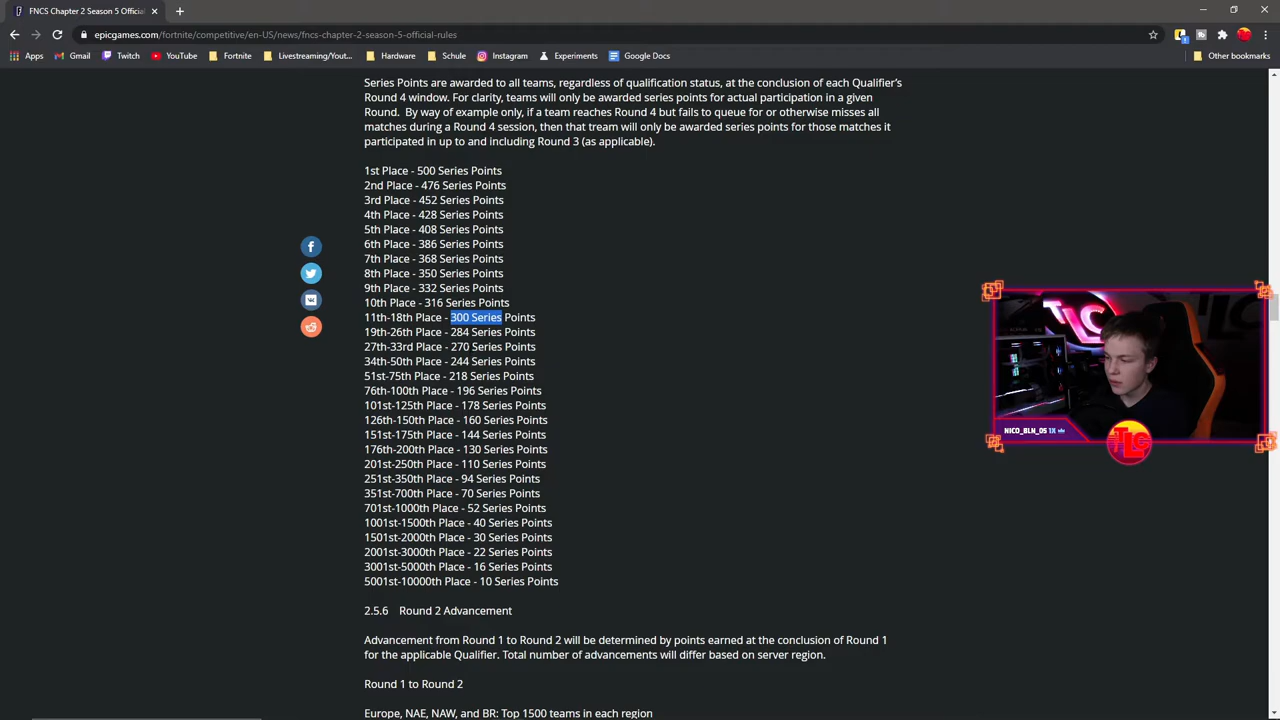 FNCS Chapter 2 Season 5 Official
epicgames.com/fortnite/competitive/en-US/news/fncs-chapter-2-season-5-official-rules
Apps
Gmail
Twitch
YouTube
Fortnite
Livestreaming/Yout...
Hardware
Schule
Instagram
Experiments
Google Docs
Other bookmarks
Series Points are awarded to all teams, regardless of qualification status, at the conclusion of each Qualifier's
Round 4 window. For clarity, teams will only be awarded series points for actual participation in a given
Round. By way of example only, if a team reaches Round 4 but fails to queue for or otherwise misses all
matches during a Round 4 session, then that tream will only be awarded series points for those matches it
participated in up to and including Round 3 (as applicable).
1st Place - 500 Series Points
2nd Place - 476 Series Points
3rd Place - 452 Series Points
4th Place - 428 Series Points
5th Place - 408 Series Points
6th Place - 386 Series Points
7th Place - 368 Series Points
8th Place - 350 Series Points
9th Place - 332 Series Points
10th Place - 316 Series Points
11th-18th Place - 300 Series Points
19th-26th Place - 284 Series Points
27th-33rd Place - 270 Series Points
34th-50th Place - 244 Series Points
51st-75th Place - 218 Series Points
76th-100th Place - 196 Series Points
101st-125th Place - 178 Series Points
126th-150th Place - 160 Series Points
151st-175th Place - 144 Series Points
176th-200th Place - 130 Series Points
201st-250th Place - 110 Series Points
251st-350th Place - 94 Series Points
351st-700th Place - 70 Series Points
701st-1000th Place - 52 Series Points
1001st-1500th Place - 40 Series Points
1501st-2000th Place - 30 Series Points
2001st-3000th Place - 22 Series Points
3001st-5000th Place - 16 Series Points
5001st-10000th Place - 10 Series Points
2.5.6 Round 2 Advancement
Advancement from Round 1 to Round 2 will be determined by points earned at the conclusion of Round 1
for the applicable Qualifier. Total number of advancements will differ based on server region.
Round 1 to Round 2
Europe, NAE, NAW, and BR: Top 1500 teams in each region
TLC
NICO_BLN_05 1X
TLC